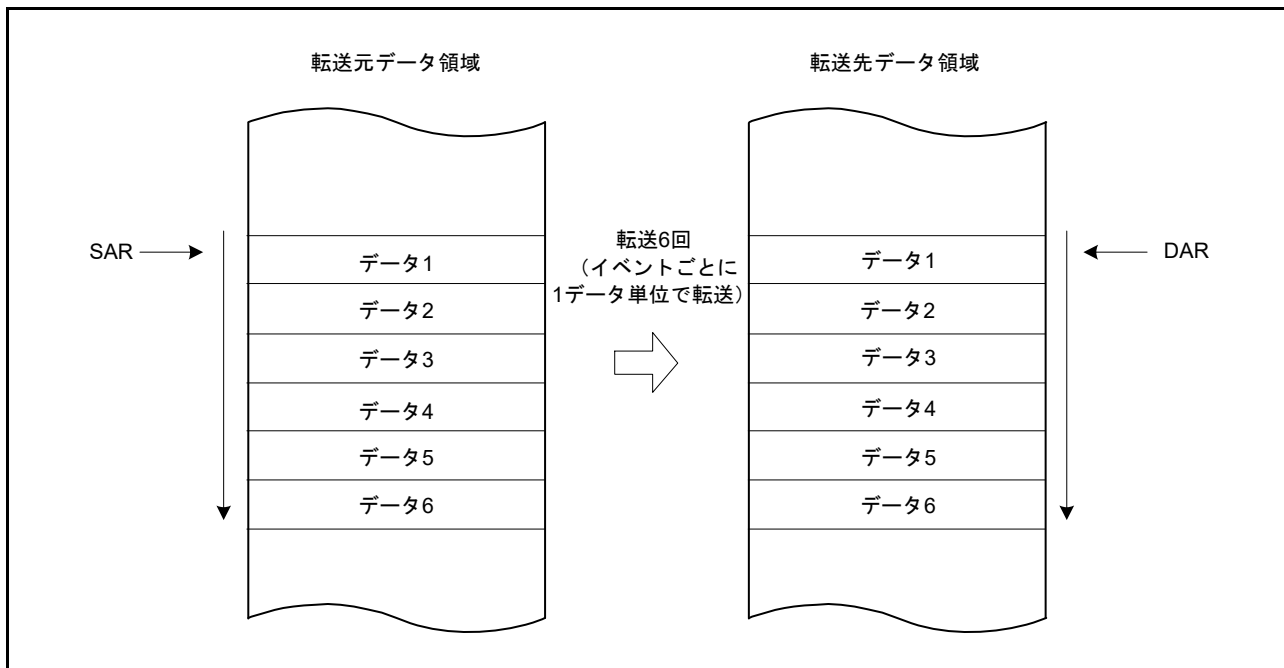 転送元データ領域
転送先データ領域
SAR
データ1
データ2
データ3
データ4
データ5
データ6
転送6回
（イベントごとに
1データ単位で転送）
データ1
データ2
データ3
データ4
データ5
データ6
DAR